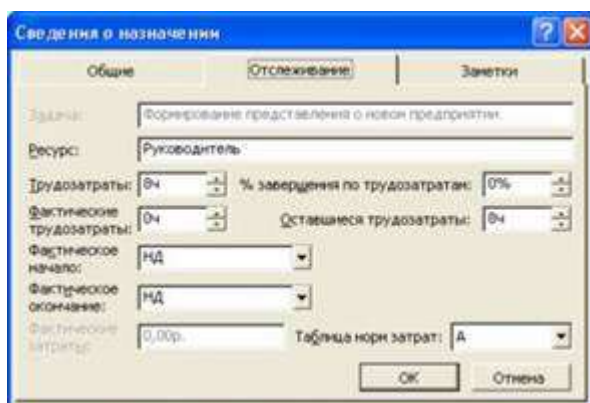 Сведения о назначении
Общие Отслеживание Заметки
Задача: Формирование представления о новом предприятии.
Ресурс: Руководитель
Трудозатраты: 8ч % завершения по трудозатратам: 0%
Фактические трудозатраты: 0ч Оставшиеся трудозатраты: 8ч
Фактическое начало: НД
Фактическое окончание: НД
Фактические затраты: 0,00р. Таблица норм затрат: A
ОК Отмена